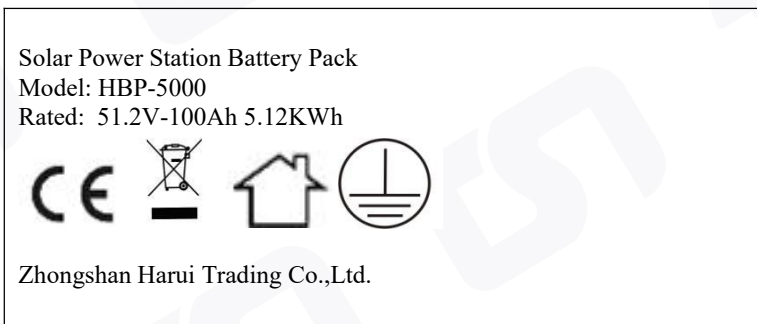 Solar Power Station Battery Pack
Model: HBP-5000
Rated: 51.2V-100Ah 5.12KWh
CE
Zhongshan Harui Trading Co.,Ltd.